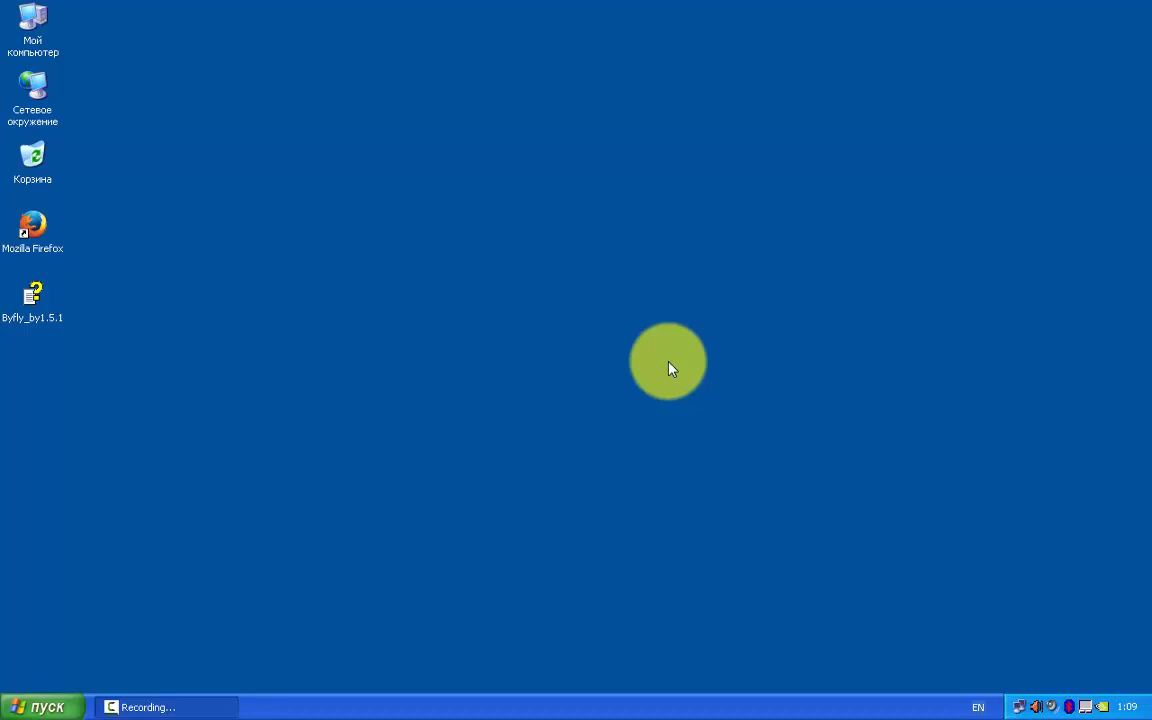 Мой
компьютер
Сетевое
окружение
Корзина
Mozilla Firefox
Byfly_by1.5.1
пуск
Recording...
EN
1:09